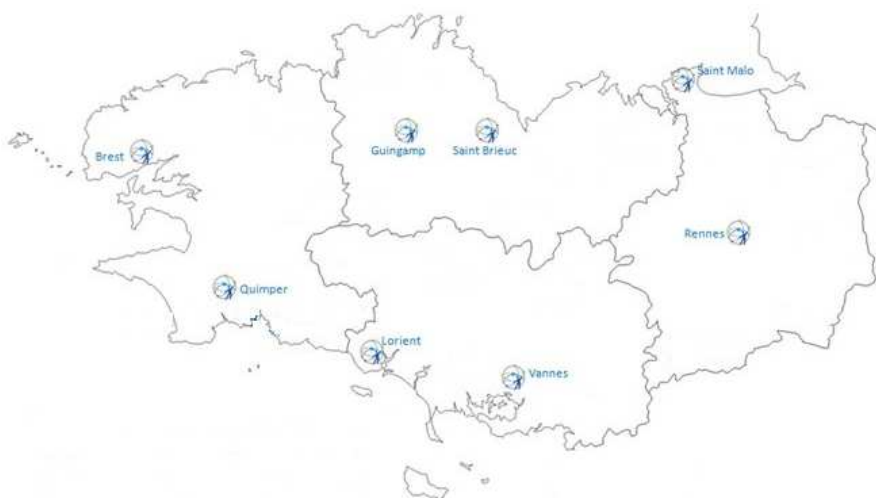 Saint Malo
Brest
Guingamp
Saint Brieuc
Rennes
Quimper
Lorient
Vannes